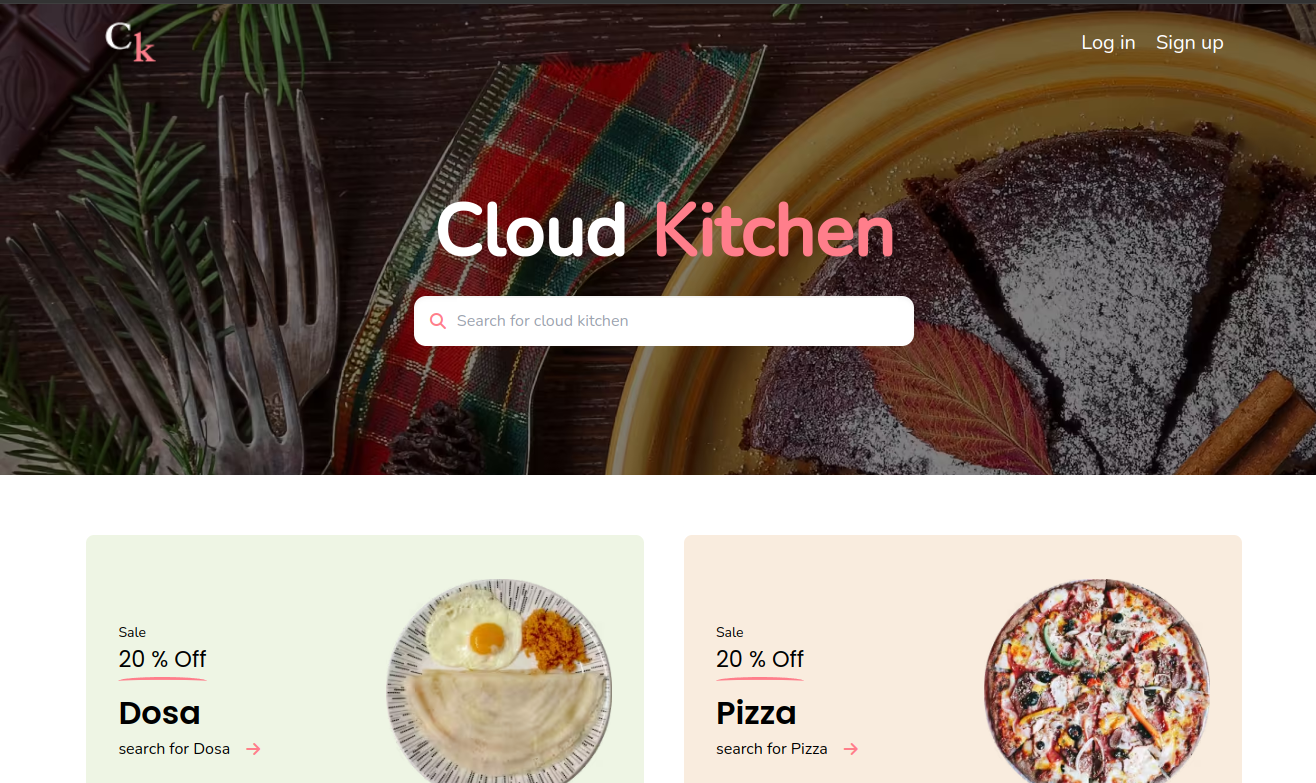 Ck
Log in
Sign up
Cloud Kitchen
Search for cloud kitchen
Sale
20 % Off
Dosa
search for Dosa
Sale
20 % Off
Pizza
search for Pizza